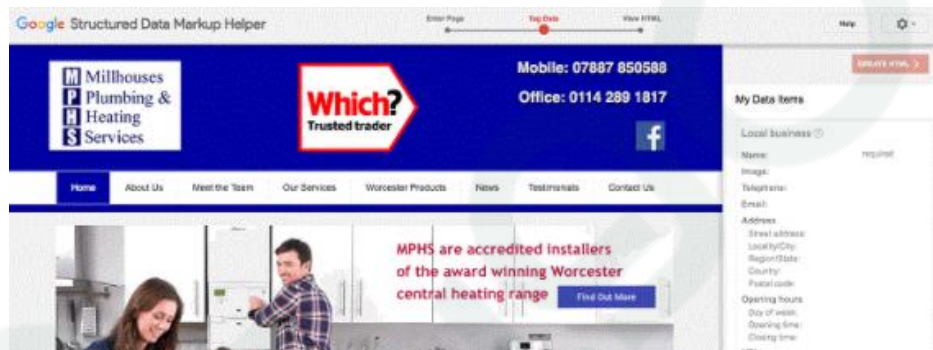 Google Structured Data Markup Helper
Enter Page
Tag Data
View HTML
Help
Millhouses
Plumbing &
Heating
Services
M
P
H
S
Which?
Trusted trader
Mobile: 07887 850588
Office: 0114 289 1817
f
CREATE HTML
My Data Items
Home
About Us
Meet the Team
Our Services
Worcester Products
News
Testimonials
Contact Us
MPHS are accredited installers
of the award winning Worcester
central heating range
Find Out More
Local business
Name: required
Image:
Telephone:
Email:
Address
Street address:
Locality/City:
Region/State:
Country:
Postal code:
Opening hours
Day of week:
Opening time:
Closing time: